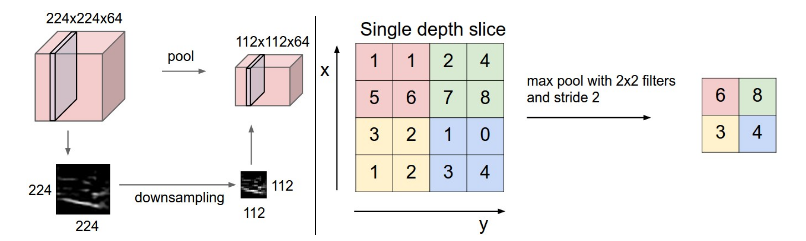 224x224x64
pool
112x112x64
224
downsampling
112
224
112
Single depth slice
x
1 1 2 4
5 6 7 8
3 2 1 0
1 2 3 4
y
max pool with 2x2 filters
and stride 2
6 8
3 4